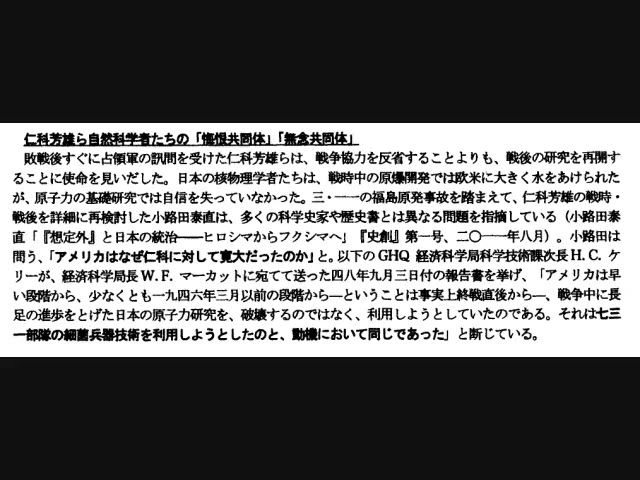 仁科芳雄ら自然科学者たちの「悔恨共同体」「無念共同体」
敗戦後すぐに占領軍の訊問を受けた仁科芳雄らは、戦争協力を反省することよりも、戦後の研究を再開す
ることに使命を見いだした。日本の核物理学者たちは、戦時中の原爆開発では欧米に大きく水をあけられた
が、原子力の基礎研究では自信を失っていなかった。三・一一の福島原発事故を踏まえて、仁科芳雄の戦時・
戦後を詳細に再検討した小路田泰直は、多くの科学史家や歴史書とは異なる問題を指摘している（小路田泰
直「『想定外』と日本の統治――ヒロシマからフクシマへ」『史創』第一号、二〇一一年八月）。小路田は
問う、「アメリカはなぜ仁科に対して寛大だったのか」と。以下のGHQ 経済科学局科学技術課次長H.C. ケ
リーが、経済科学局長W.F. マーカットに宛てて送った四八年九月三日付の報告書を挙げ、「アメリカは早
い段階から、少なくとも一九四六年三月以前の段階から―ということは事実上終戦直後から―、戦争中に長
足の進歩をとげた日本の原子力研究を、破壊するのではなく、利用しようとしていたのである。それは七三
一部隊の細菌兵器技術を利用しようとしたのと、動機において同じであった」と断じている。